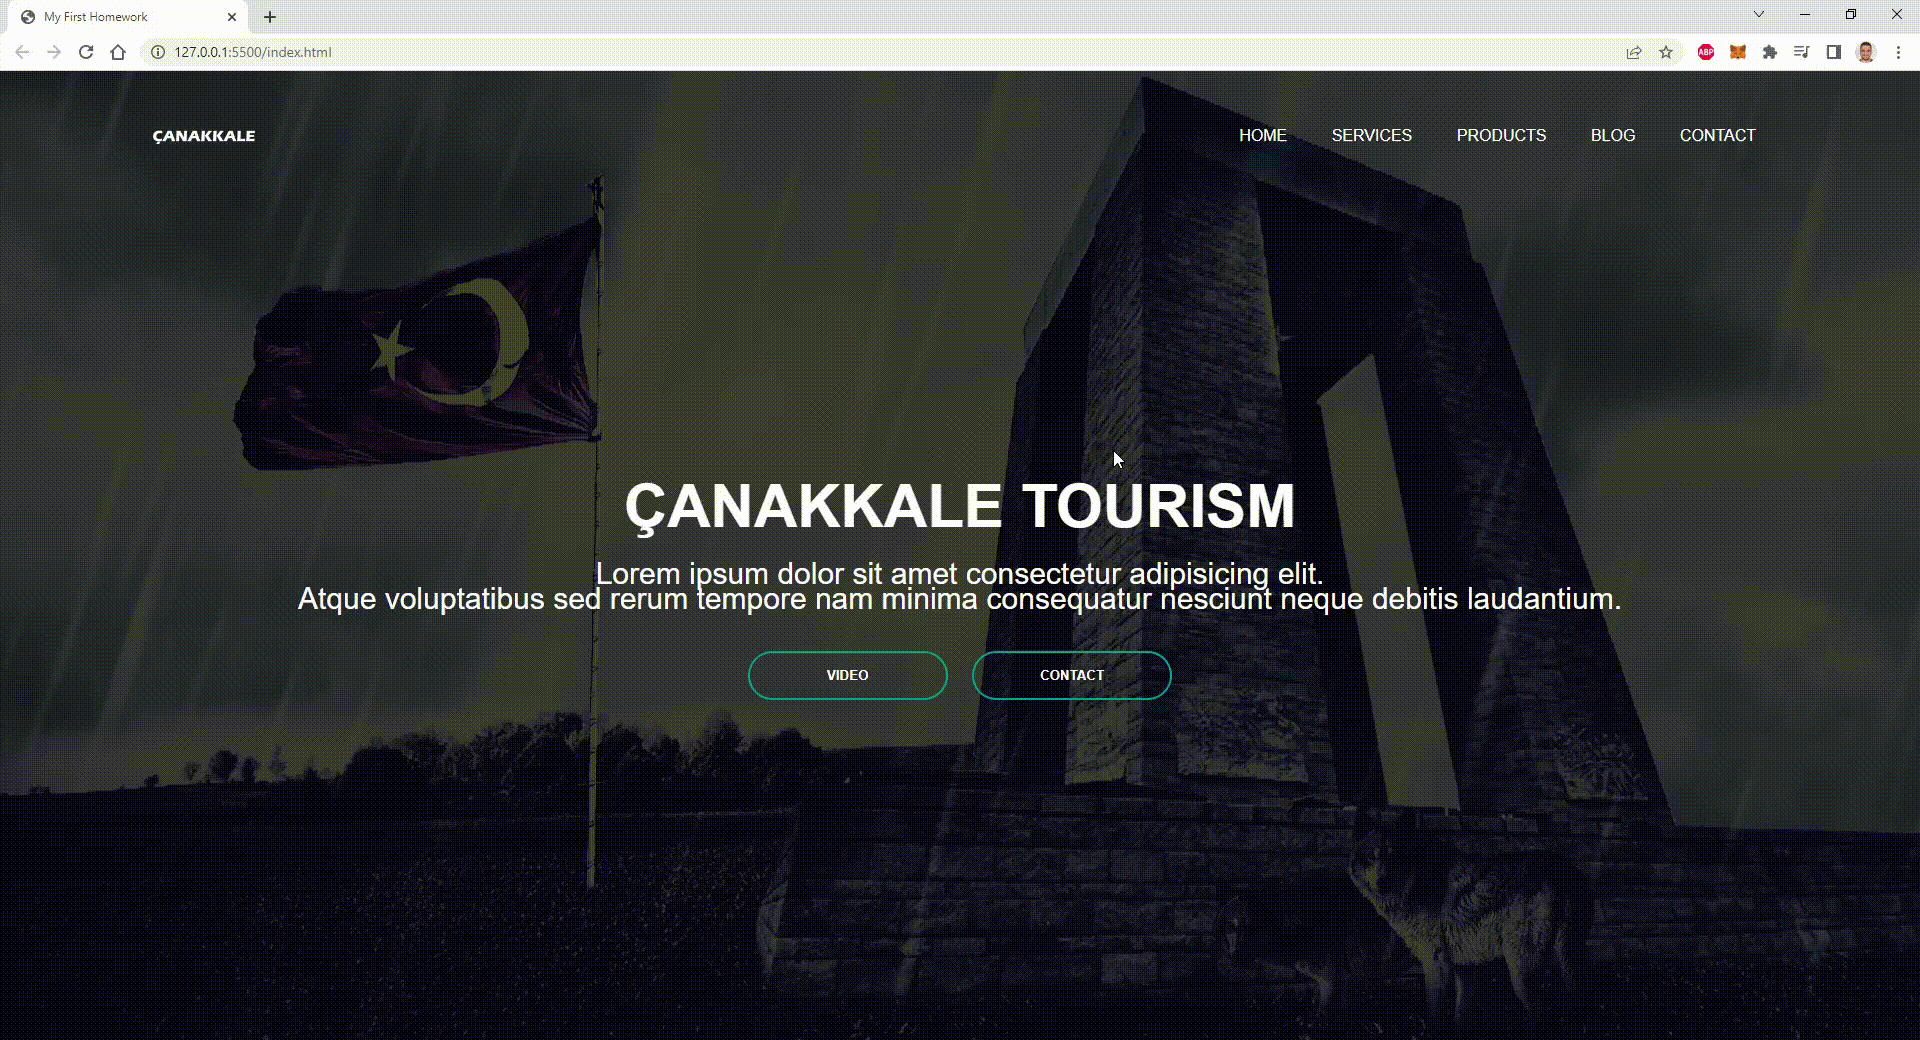 My First Homework
127.0.0.1:5500/index.html
ABP
ÇANAKKALE
HOME SERVICES PRODUCTS BLOG CONTACT
ÇANAKKALE TOURISM
Lorem ipsum dolor sit amet consectetur adipisicing elit.
Atque voluptatibus sed rerum tempore nam minima consequatur nesciunt neque debitis laudantium.
VIDEO CONTACT